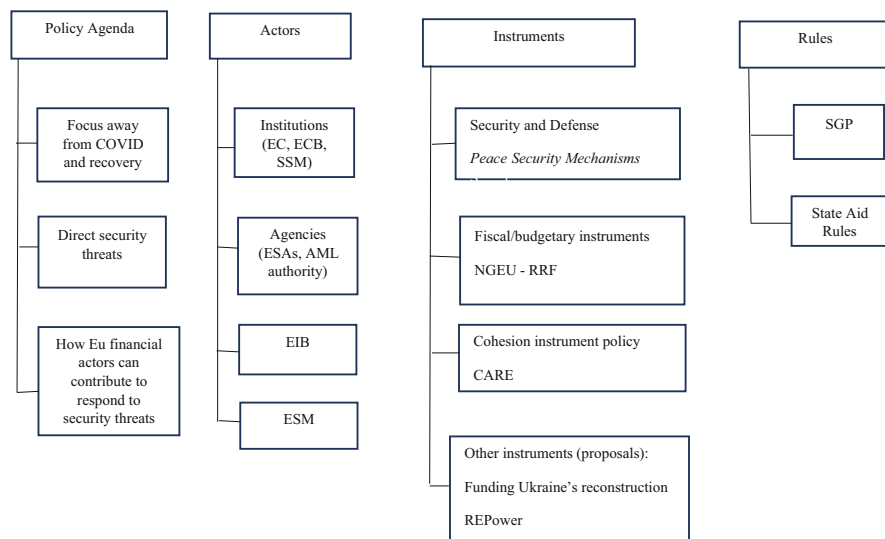 Policy Agenda
Focus away
from COVID
and recovery
Direct security
threats
How Eu financial
actors can
contribute to
respond to
security threats
Actors
Institutions
(EC, ECB,
SSM)
Agencies
(ESAs, AML
authority)
EIB
ESM
Instruments
Security and Defense
Peace Security Mechanisms
Fiscal/budgetary instruments
NGEU - RRF
Cohesion instrument policy
CARE
Other instruments (proposals):
Funding Ukraine's reconstruction
REPower
Rules
SGP
State Aid
Rules